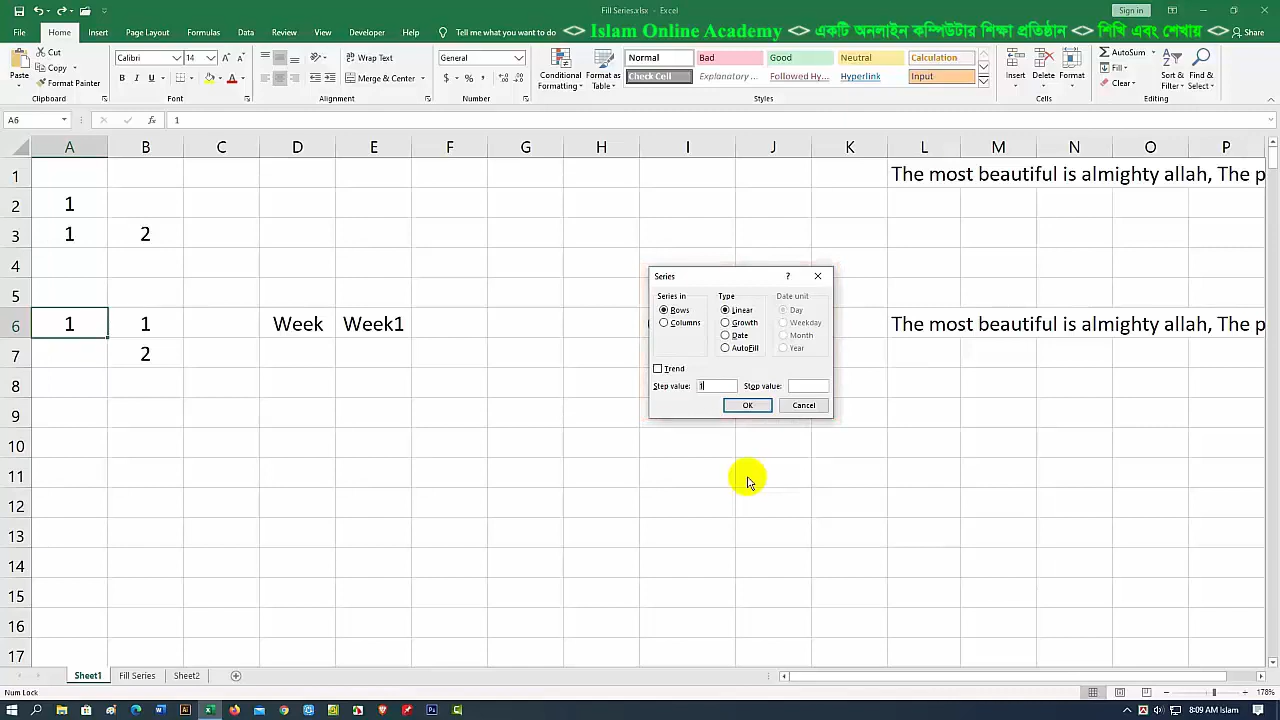 Fill Series.xlsx - Excel
Sign in
File Home Insert Page Layout Formulas Data Review View Developer Help Tell me what you want to do
<> Islam Online Academy <> একটি অনলাইন কম্পিউটার শিক্ষা প্রতিষ্ঠান <> শিখি এবং শেখায় <> Share
Cut
Copy
Format Painter
Paste
Clipboard
Calibri 14
B I U
Font
Wrap Text
Merge & Center
Alignment
General
Number
Conditional Formatting
Format as Table
Normal Bad Good Neutral Calculation
Check Cell Explanatory ... Followed Hy... Hyperlink Input
Styles
Insert Delete Format
Cells
AutoSum
Fill
Clear
Sort & Filter
Find & Select
Editing
A6 fx 1
A B C D E F G H I J K L M N O P
1 The most beautiful is almighty allah, The p
2 1
3 1 2
4
5
6 1 1 Week Week1 The most beautiful is almighty allah, The p
7 2
8
9
10
11
12
13
14
15
16
17
Series ?
Series in Type Date unit
Rows Linear Day
Columns Growth Weekday
Date Month
AutoFill Year
Trend
Step value: 1 Stop value:
OK Cancel
Sheet1 Fill Series Sheet2
Num Lock
178%
8:09 AM Islam